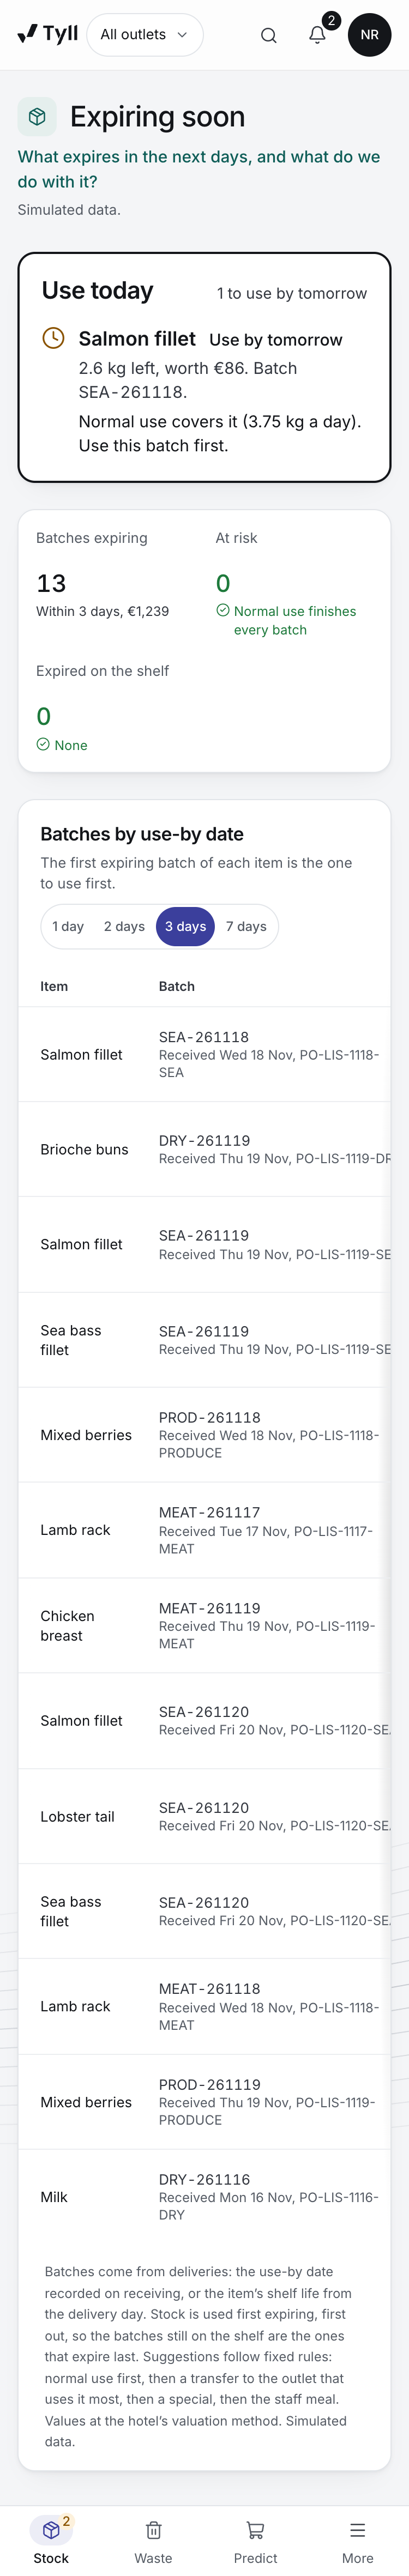 Tyll
All outlets
2
NR
Expiring soon
What expires in the next days, and what do we
do with it?
Simulated data.
Use today
1 to use by tomorrow
Salmon fillet Use by tomorrow
2.6 kg left, worth €86. Batch
SEA-261118.
Normal use covers it (3.75 kg a day).
Use this batch first.
Batches expiring
13
Within 3 days, €1,239
At risk
0
Normal use finishes
every batch
Expired on the shelf
0
None
Batches by use-by date
The first expiring batch of each item is the one
to use first.
1 day 2 days 3 days 7 days
Item Batch
Salmon fillet
SEA-261118
Received Wed 18 Nov, PO-LIS-1118-
SEA
Brioche buns
DRY-261119
Received Thu 19 Nov, PO-LIS-1119-DR
Salmon fillet
SEA-261119
Received Thu 19 Nov, PO-LIS-1119-SE
Sea bass
fillet
SEA-261119
Received Thu 19 Nov, PO-LIS-1119-SE
Mixed berries
PROD-261118
Received Wed 18 Nov, PO-LIS-1118-
PRODUCE
Lamb rack
MEAT-261117
Received Tue 17 Nov, PO-LIS-1117-
MEAT
Chicken
breast
MEAT-261119
Received Thu 19 Nov, PO-LIS-1119-
MEAT
Salmon fillet
SEA-261120
Received Fri 20 Nov, PO-LIS-1120-SE
Lobster tail
SEA-261120
Received Fri 20 Nov, PO-LIS-1120-SE
Sea bass
fillet
SEA-261120
Received Fri 20 Nov, PO-LIS-1120-SE
Lamb rack
MEAT-261118
Received Wed 18 Nov, PO-LIS-1118-
MEAT
Mixed berries
PROD-261119
Received Thu 19 Nov, PO-LIS-1119-
PRODUCE
Milk
DRY-261116
Received Mon 16 Nov, PO-LIS-1116-
DRY
Batches come from deliveries: the use-by date
recorded on receiving, or the item's shelf life from
the delivery day. Stock is used first expiring, first
out, so the batches still on the shelf are the ones
that expire last. Suggestions follow fixed rules:
normal use first, then a transfer to the outlet that
uses it most, then a special, then the staff meal.
Values at the hotel's valuation method. Simulated
data.
2
Stock Waste Predict More